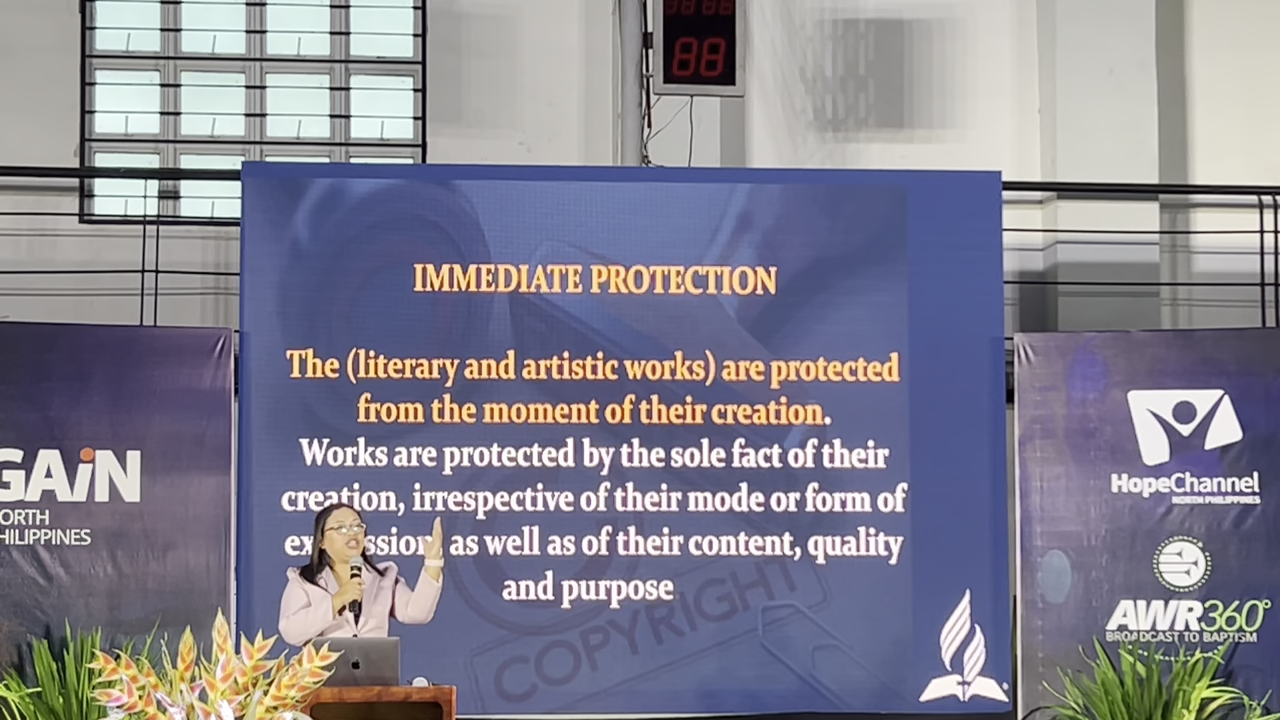 88
IMMEDIATE PROTECTION
The (literary and artistic works) are protected
from the moment of their creation.
Works are protected by the sole fact of their
creation, irrespective of their mode or form of
as well as of their content, quality
and purpose
COPYRIGHT
GAiN
ORTH
HILIPPINES
HopeChannel
NORTH PHILIPPINES
AWR360°
BROADCAST TO BAPTISM